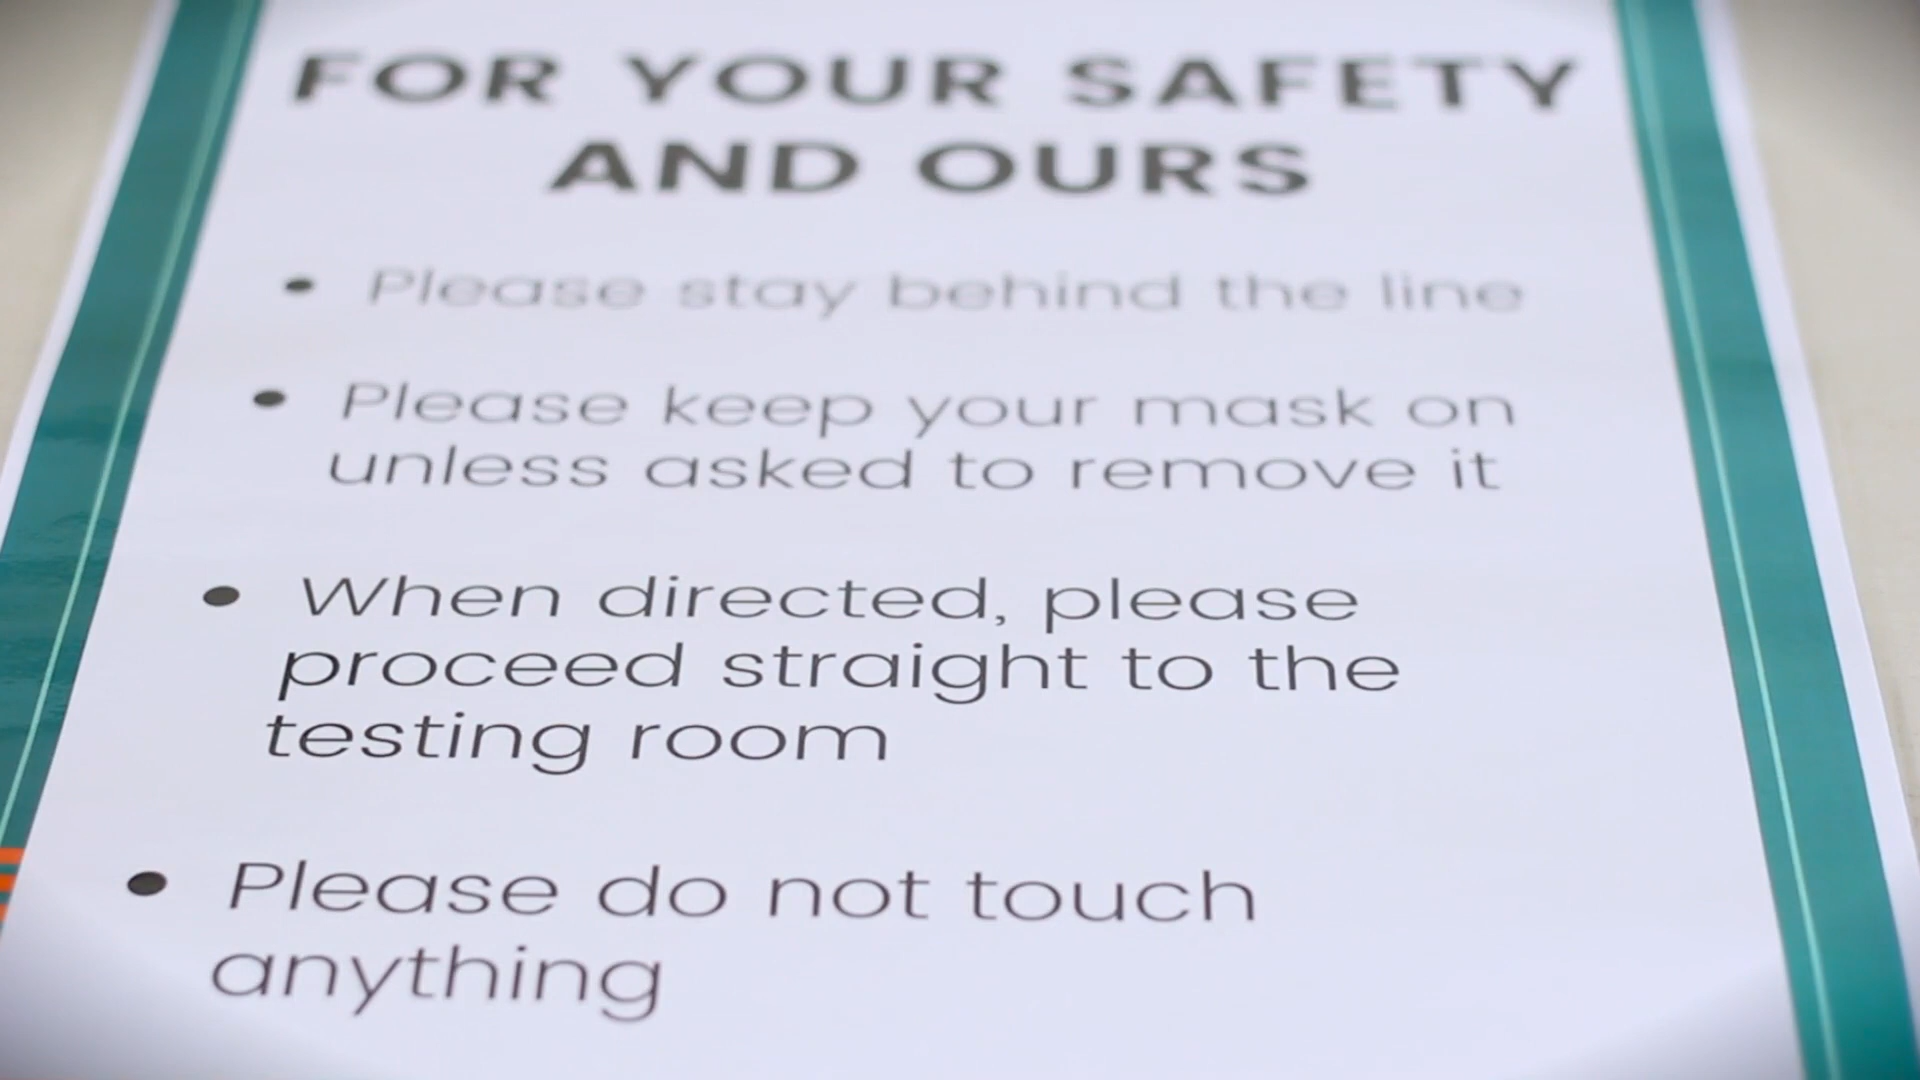 FOR YOUR SAFETY
AND OURS
• Please stay behind the line
• Please keep your mask on
unless asked to remove it
• When directed, please
proceed straight to the
testing room
• Please do not touch
anything